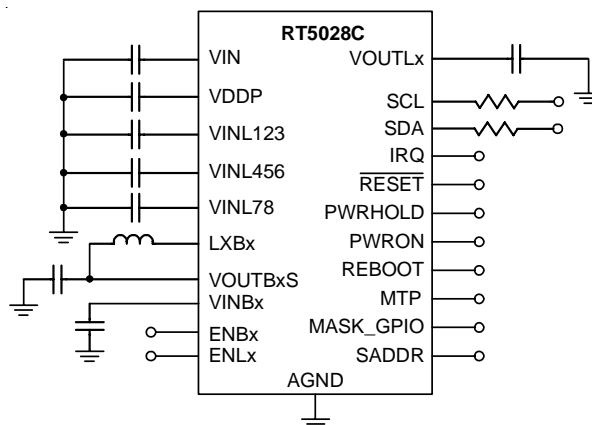 RT5028C
VIN
VDDP
VINL123
VINL456
VINL78
LXBx
VOUTBxS
VINBx
ENBx
ENLx
VOUTLx
SCL
SDA
IRQ
RESET
PWRHOLD
PWRON
REBOOT
MTP
MASK_GPIO
SADDR
AGND